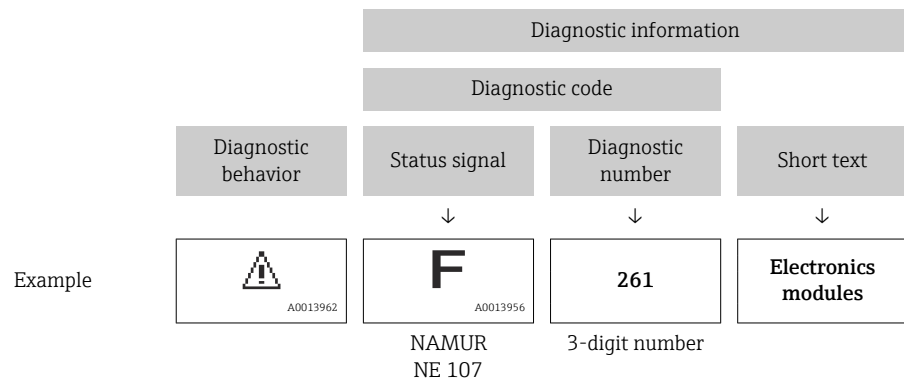 Diagnostic information
Diagnostic code
Diagnostic
behavior
Status signal
Diagnostic
number
Short text
↓ ↓ ↓
Example
A0013962
F
A0013956
261
Electronics
modules
NAMUR
NE 107
3-digit number